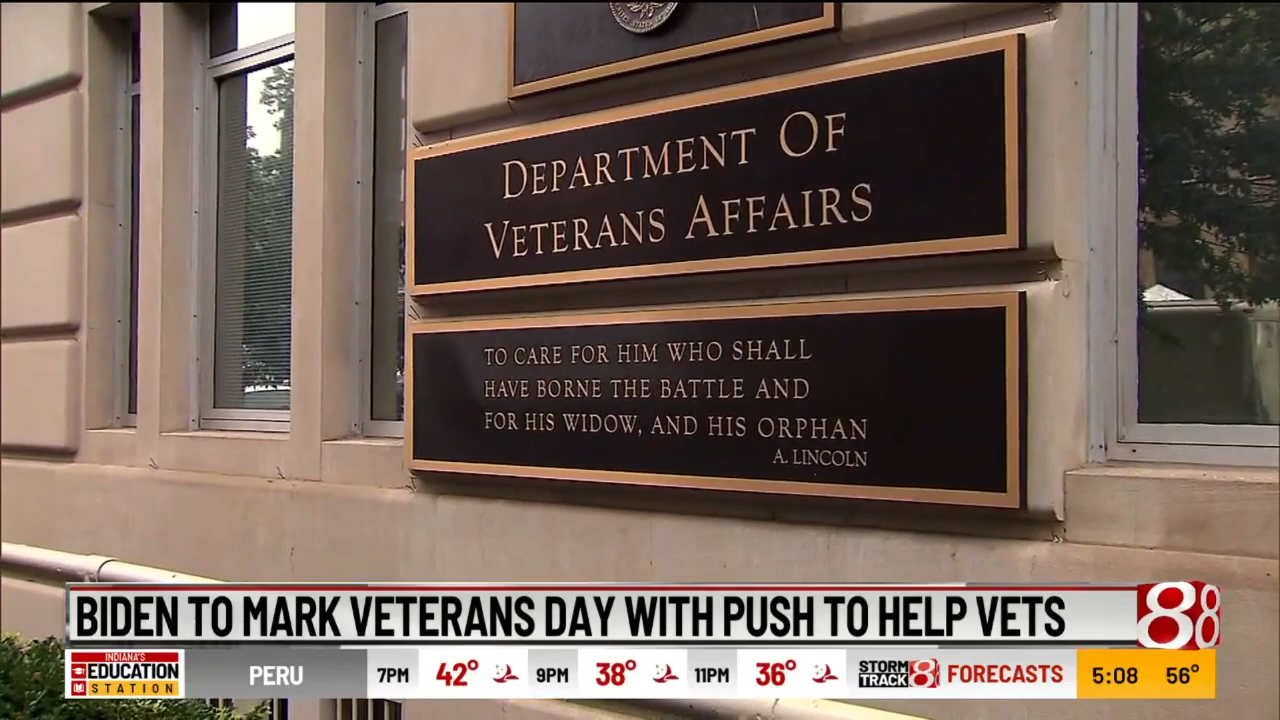 DEPARTMENT OF
VETERANS AFFAIRS
TO CARE FOR HIM WHO SHALL
HAVE BORNE THE BATTLE AND
FOR HIS WIDOW, AND HIS ORPHAN
A. LINCOLN
BIDEN TO MARK VETERANS DAY WITH PUSH TO HELP VETS
8
INDIANA'S
EDUCATION
STATION
PERU
7PM 42° 9PM 38° 11PM 36°
STORM
TRACK 8
FORECASTS
5:08 56°